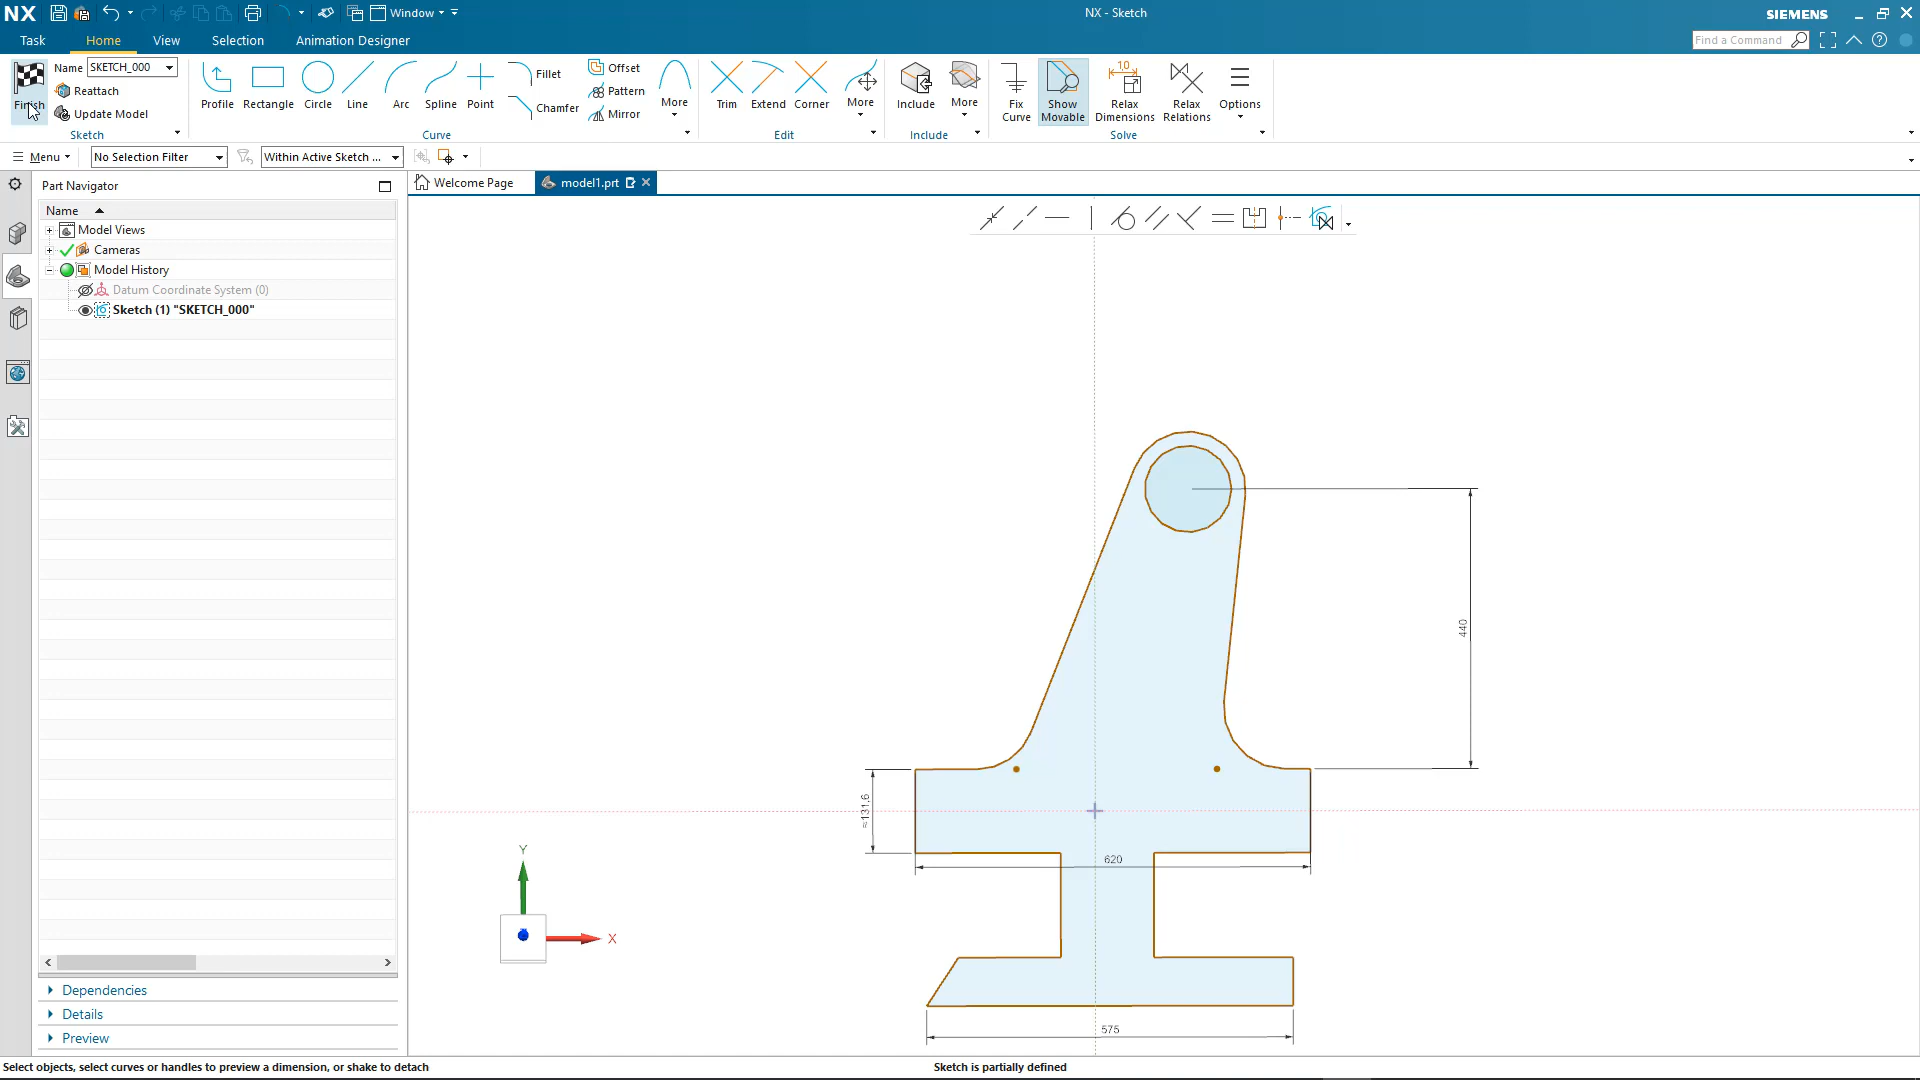 NX
Window
NX - Sketch
SIEMENS
Task
Home
View
Selection
Animation Designer
Find a Command
Finish
Name
SKETCH_000
Reattach
Update Model
Sketch
Profile
Rectangle
Circle
Line
Arc
Spline
Point
Fillet
Chamfer
Offset
Pattern
Mirror
More
Curve
Trim
Extend
Corner
More
Edit
Include
More
Include
Fix
Curve
Show
Movable
1,0
Relax
Dimensions
Relax
Relations
Options
Solve
Menu
No Selection Filter
Within Active Sketch ...
Part Navigator
Welcome Page
model1.prt
Name
Model Views
Cameras
Model History
Datum Coordinate System (0)
Sketch (1) "SKETCH_000"
440
≈131.6
620
575
Y
X
Dependencies
Details
Preview
Select objects, select curves or handles to preview a dimension, or shake to detach
Sketch is partially defined